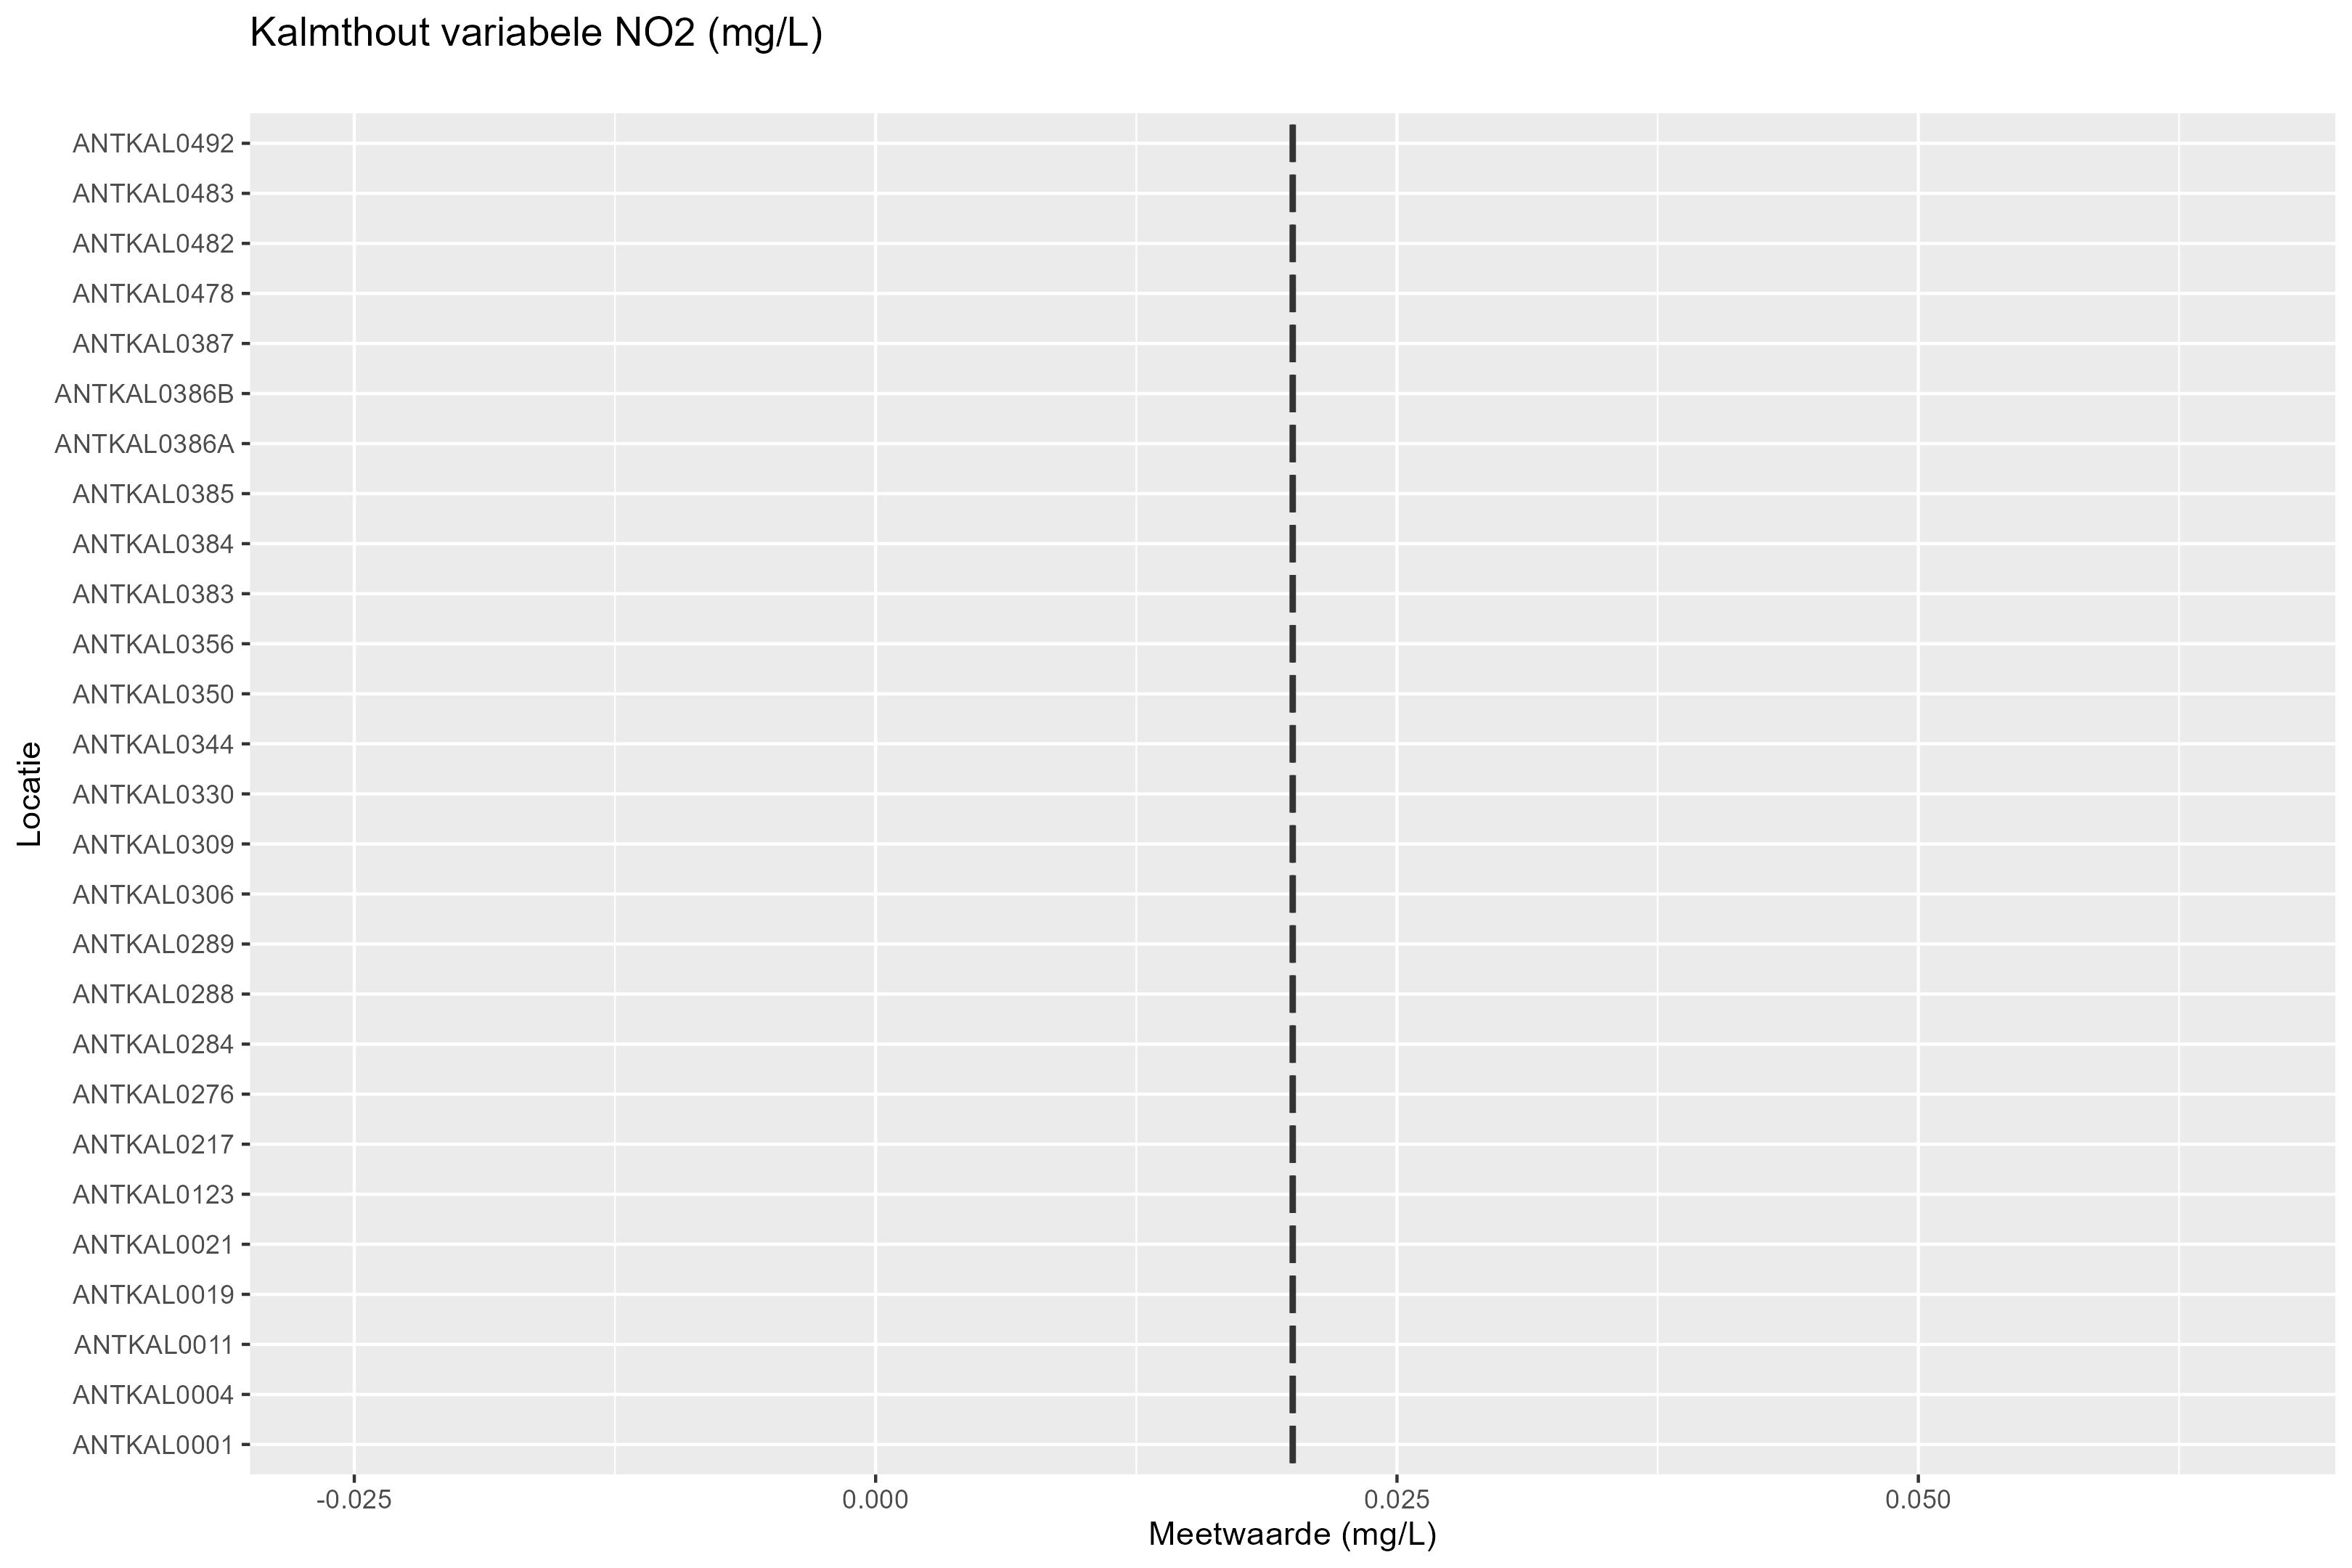 Kalmthout variabele NO2 (mg/L)
ANTKAL0492
ANTKAL0483
ANTKAL0482
ANTKAL0478
ANTKAL0387
ANTKAL0386B
ANTKAL0386A
ANTKAL0385
ANTKAL0384
ANTKAL0383
ANTKAL0356
ANTKAL0350
ANTKAL0344
ANTKAL0330
ANTKAL0309
ANTKAL0306
ANTKAL0289
ANTKAL0288
ANTKAL0284
ANTKAL0276
ANTKAL0217
ANTKAL0123
ANTKAL0021
ANTKAL0019
ANTKAL0011
ANTKAL0004
ANTKAL0001
Locatie
-0.025 0.000 0.025 0.050
Meetwaarde (mg/L)